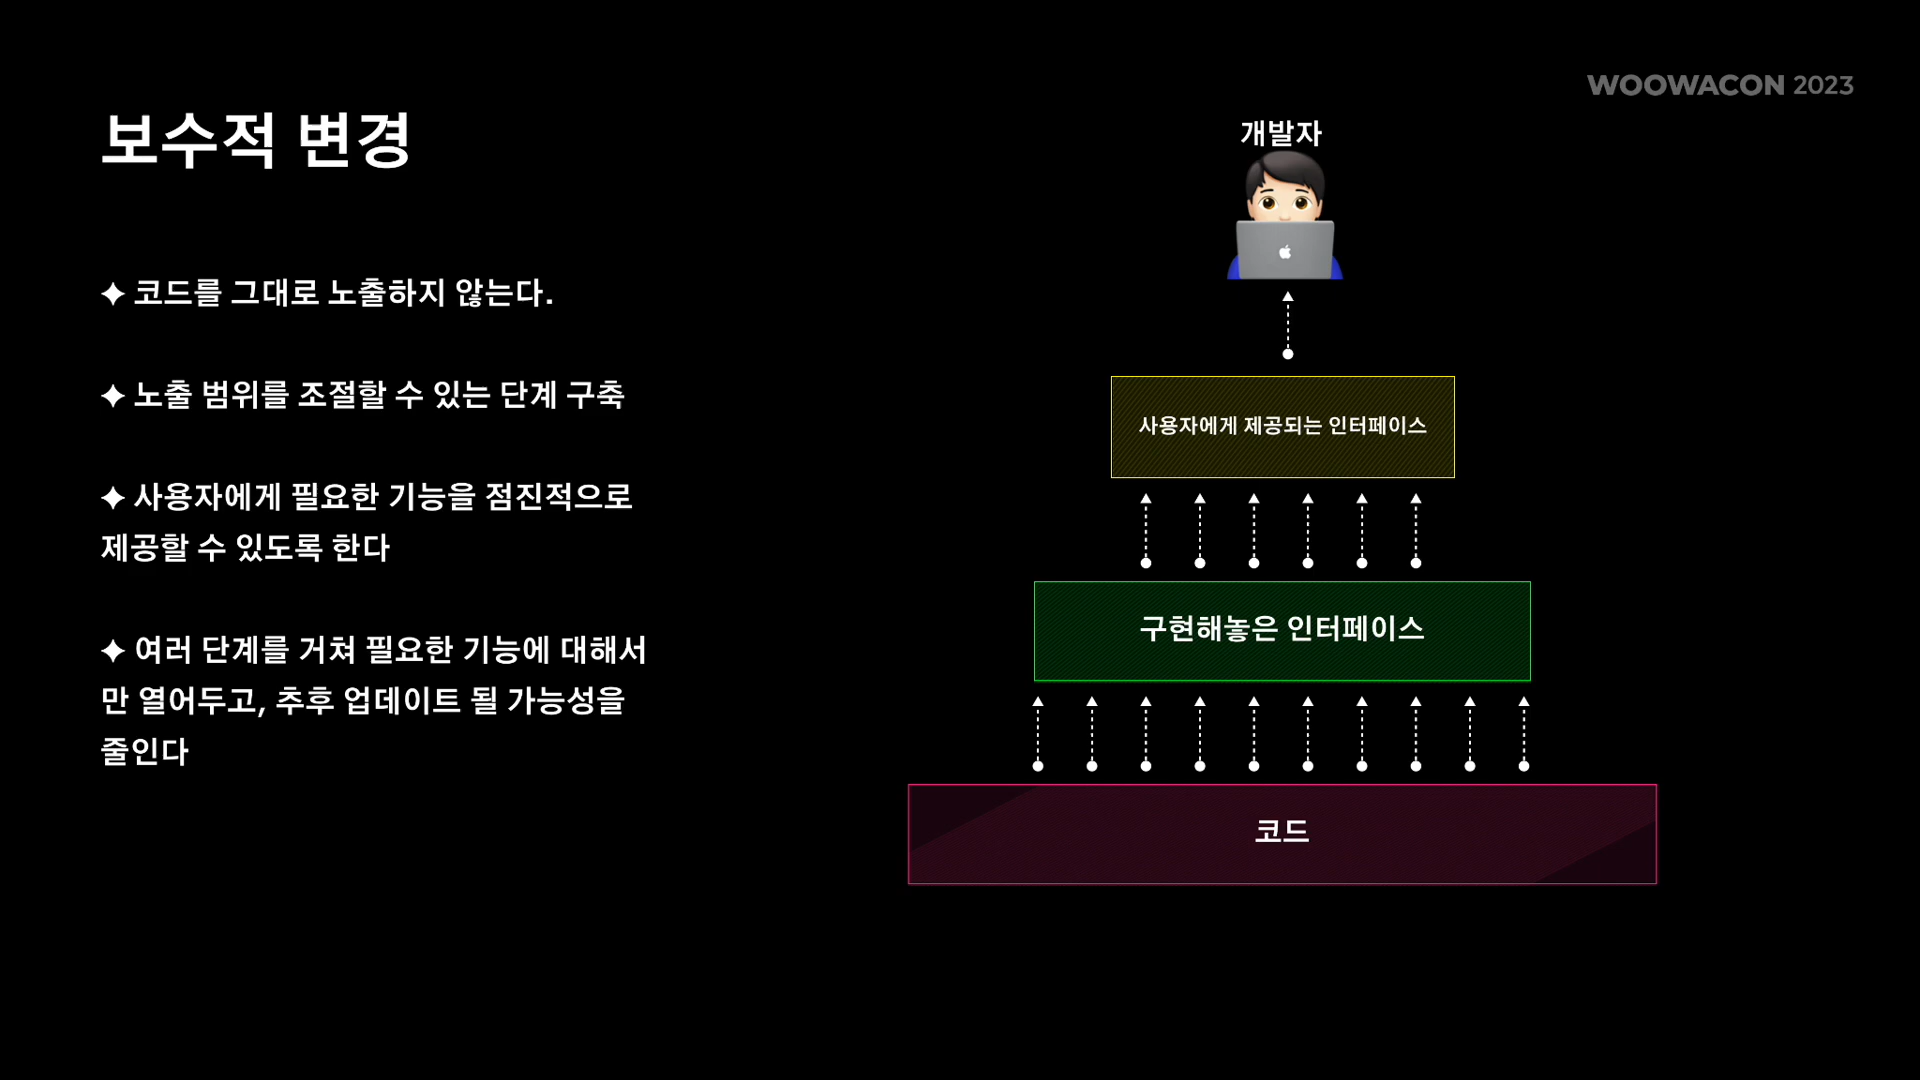 WOOWACON 2023
보수적 변경
✦ 코드를 그대로 노출하지 않는다.
✦ 노출 범위를 조절할 수 있는 단계 구축
✦ 사용자에게 필요한 기능을 점진적으로
제공할 수 있도록 한다
✦ 여러 단계를 거쳐 필요한 기능에 대해서
만 열어두고, 추후 업데이트 될 가능성을
줄인다
개발자
사용자에게 제공되는 인터페이스
구현해놓은 인터페이스
코드